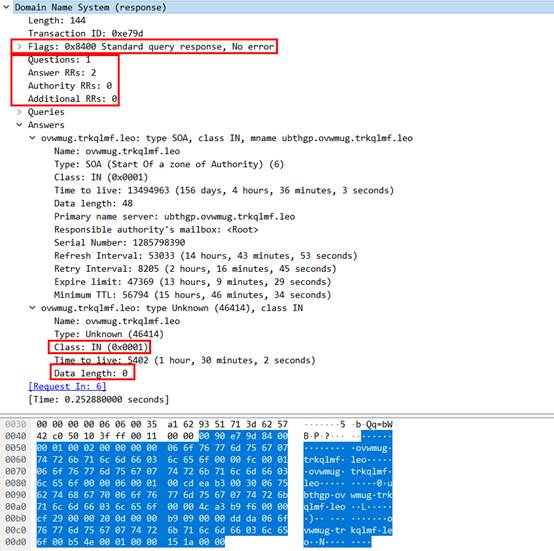 Domain Name System (response)
Length: 144
Transaction ID: 0xe79d
Flags: 0x8400 Standard query response, No error
Questions: 1
Answer RRs: 2
Authority RRs: 0
Additional RRs: 0
Queries
Answers
ovwmug.trkqlmf.leo: type SOA, class IN, mname ubthgp.ovwmug.trkqlmf.leo
Name: ovwmug.trkqlmf.leo
Type: SOA (Start Of a zone of Authority) (6)
Class: IN (0x0001)
Time to live: 13494963 (156 days, 4 hours, 36 minutes, 3 seconds)
Data length: 48
Primary name server: ubthgp.ovwmug.trkqlmf.leo
Responsible authority's mailbox: <Root>
Serial Number: 1285798390
Refresh Interval: 53033 (14 hours, 43 minutes, 53 seconds)
Retry Interval: 8205 (2 hours, 16 minutes, 45 seconds)
Expire limit: 47369 (13 hours, 9 minutes, 29 seconds)
Minimum TTL: 56794 (15 hours, 46 minutes, 34 seconds)
ovwmug.trkqlmf.leo: type Unknown (46414), class IN
Name: ovwmug.trkqlmf.leo
Type: Unknown (46414)
Class: IN (0x0001)
Time to live: 5402 (1 hour, 30 minutes, 2 seconds)
Data length: 0
[Request In: 6]
[Time: 0.252880000 seconds]
0030 00 00 00 00 06 06 00 35 a1 62 93 51 71 3d 62 57 ·······5 ·b·Qq=bW
0040 42 c0 50 10 3f ff 00 11 00 00 00 90 e7 9d 84 00 B·P·?··· ········
0050 00 01 00 02 00 00 00 00 06 6f 76 77 6d 75 67 07 ········ ·ovwmug·
0060 74 72 6b 71 6c 6d 66 03 6c 65 6f 00 00 fc 00 01 trkqlmf· leo·····
0070 06 6f 76 77 6d 75 67 07 74 72 6b 71 6c 6d 66 03 ·ovwmug· trkqlmf·
0080 6c 65 6f 00 00 06 00 01 00 cd ea b3 00 30 06 75 leo····· ·····0·u
0090 62 74 68 67 70 06 6f 76 77 6d 75 67 07 74 72 6b bthgp·ov wmug·trk
00a0 71 6c 6d 66 03 6c 65 6f 00 00 4c a3 b9 f6 00 00 qlmf·leo ··L·····
00b0 cf 29 00 00 20 0d 00 00 b9 09 00 00 dd da 06 6f ·)·· ··· ·······o
00c0 76 77 6d 75 67 07 74 72 6b 71 6c 6d 66 03 6c 65 vwmug·tr kqlmf·le
00d0 6f 00 b5 4e 00 01 00 00 15 1a 00 00 o··N···· ····